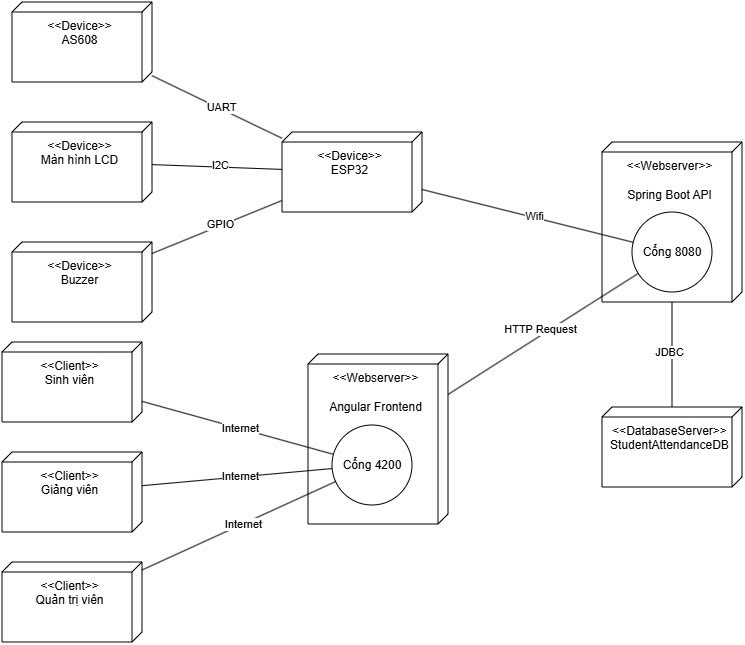 <<Device>>
AS608
UART
<<Device>>
Màn hình LCD
I2C
<<Device>>
ESP32
<<Webserver>>
Spring Boot API
Cổng 8080
Wifi
GPIO
<<Device>>
Buzzer
HTTP Request
JDBC
<<Client>>
Sinh viên
Internet
<<Webserver>>
Angular Frontend
Cổng 4200
<<DatabaseServer>>
StudentAttendanceDB
<<Client>>
Giảng viên
Internet
Internet
<<Client>>
Quản trị viên